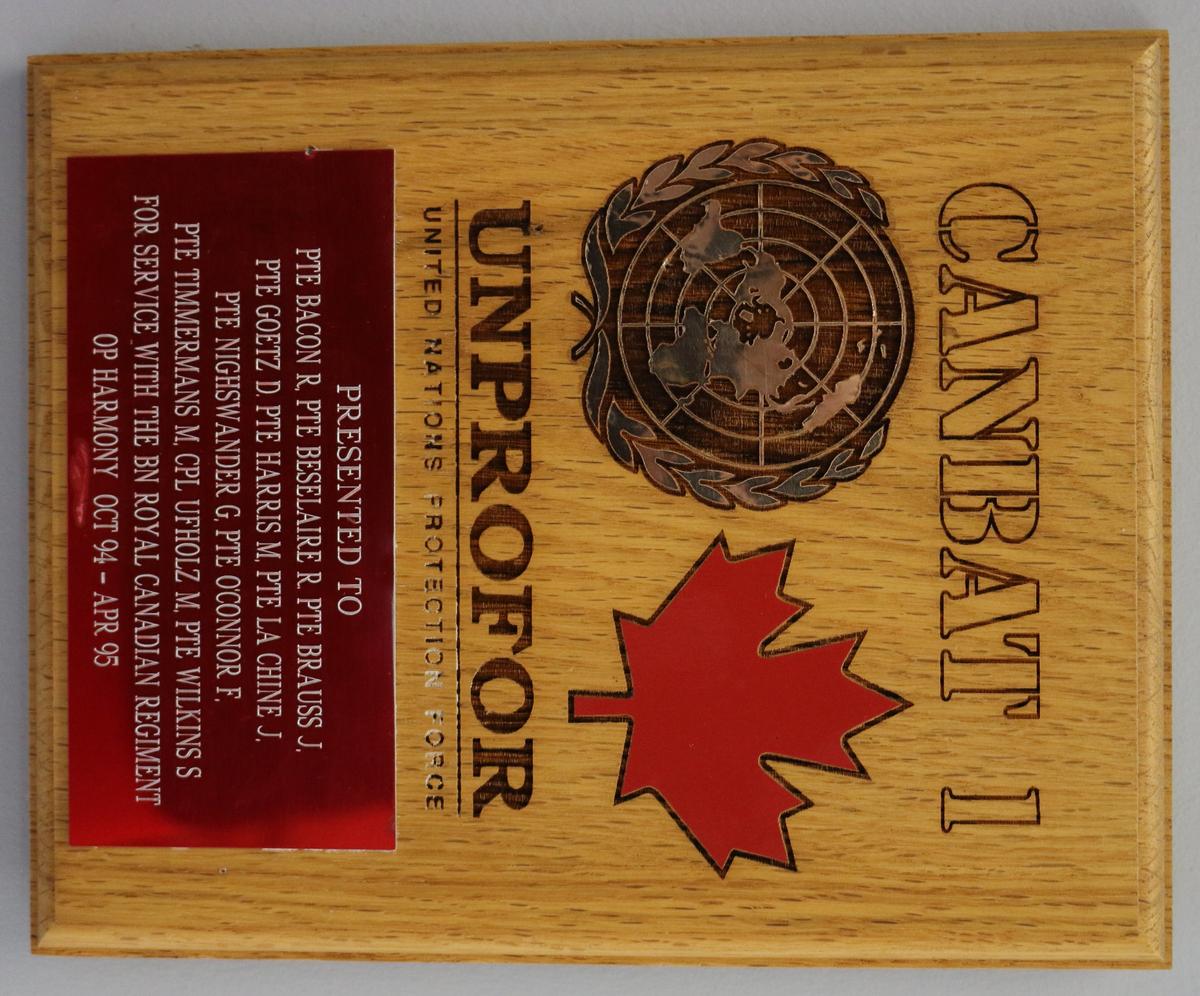 CANBAT I
UNPROFOR
UNITED NATIONS PROTECTION FORCE
PRESENTED TO
PTE BACON R. PTE BESELAIRE R. PTE BRAUSS J.
PTE GOETZ D. PTE HARRIS M. PTE LA CHINE J.
PTE NIGHSWANDER G. PTE OCONNOR F.
PTE TIMMERMANS M. CPL UFHOLZ M. PTE WILKINS S
FOR SERVICE WITH THE BN ROYAL CANADIAN REGIMENT
OP HARMONY OCT 94 - APR 95